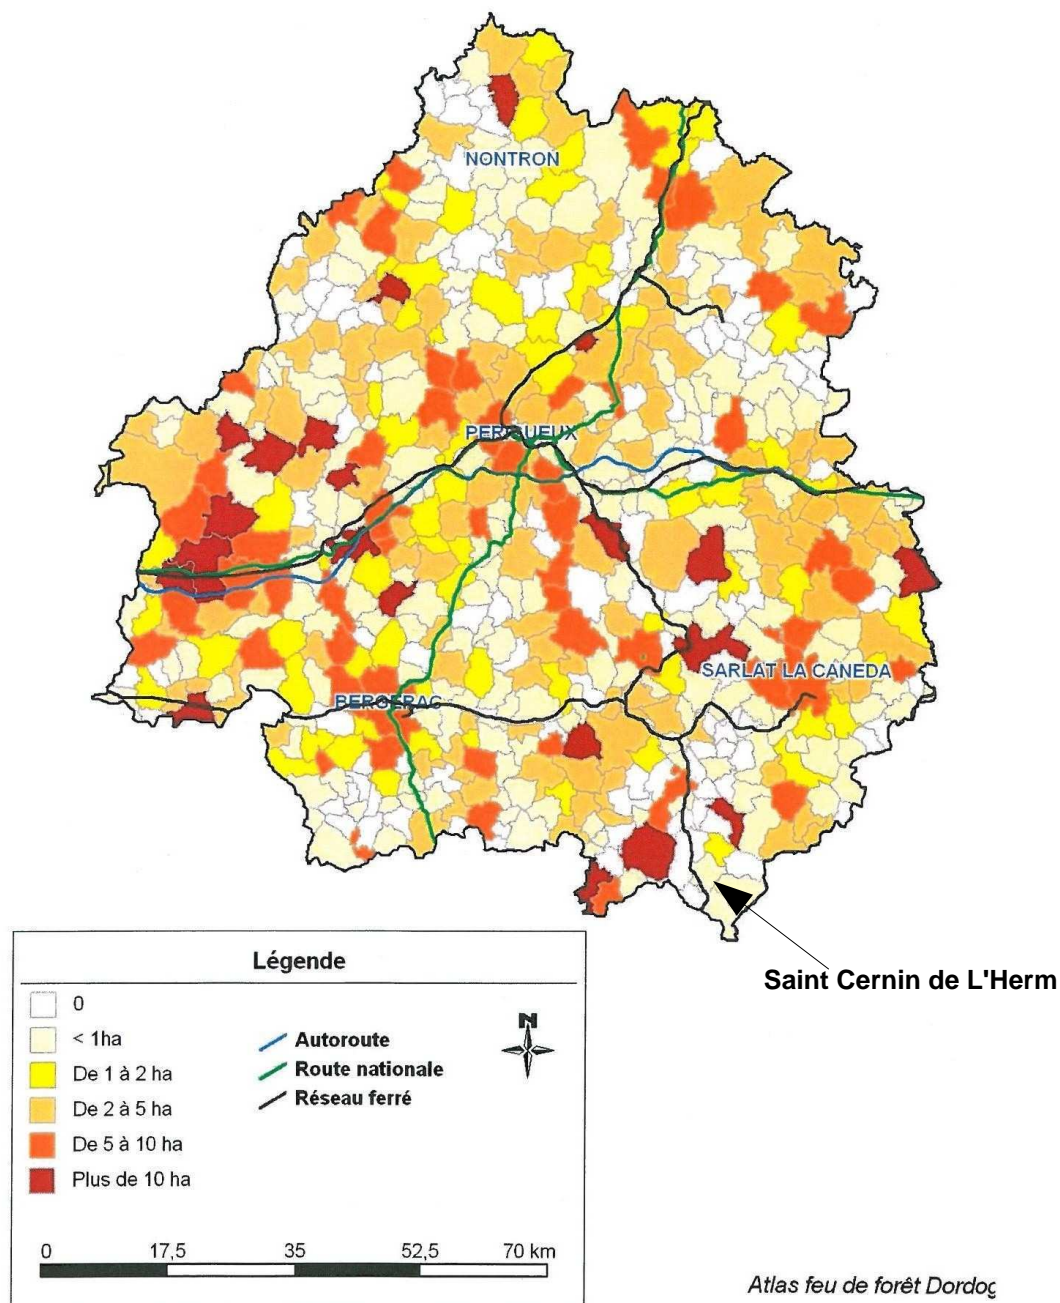 NONTRON
PERIGUEUX
SARLAT LA CANEDA
BERGERAC
Saint Cernin de L'Herm
Légende
0
< 1ha
De 1 à 2 ha
De 2 à 5 ha
De 5 à 10 ha
Plus de 10 ha
Autoroute
Route nationale
Réseau ferré
N
0 17,5 35 52,5 70 km
Atlas feu de forêt Dordog